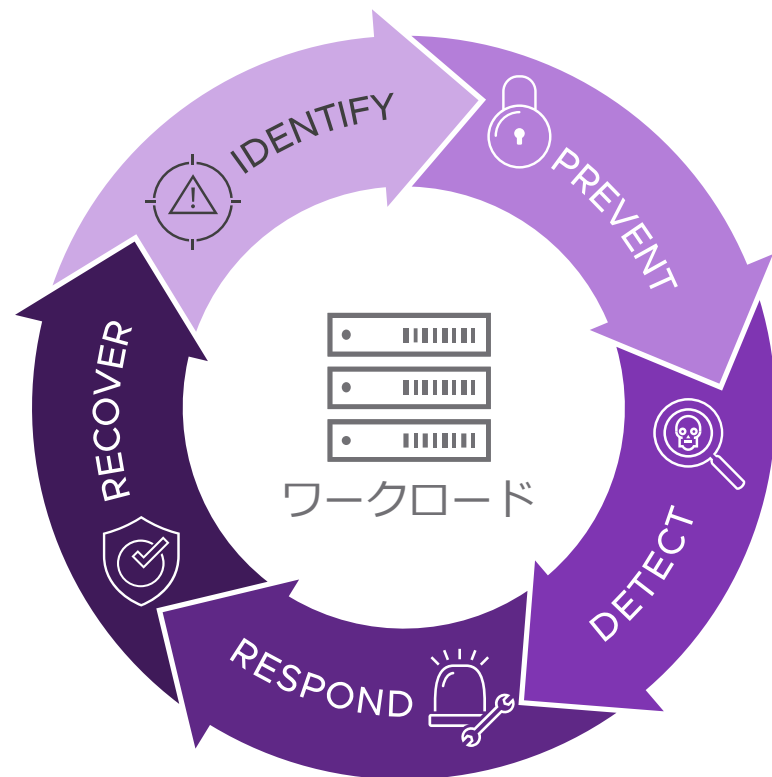 IDENTIFY
PREVENT
DETECT
RESPOND
RECOVER
ワークロード